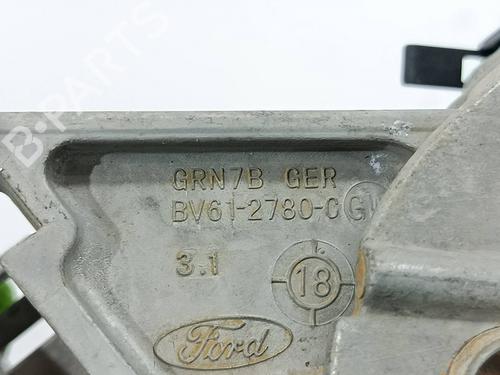 B-PARTS
GRN7B GER
BV61-2780-C
3.1
18
Ford